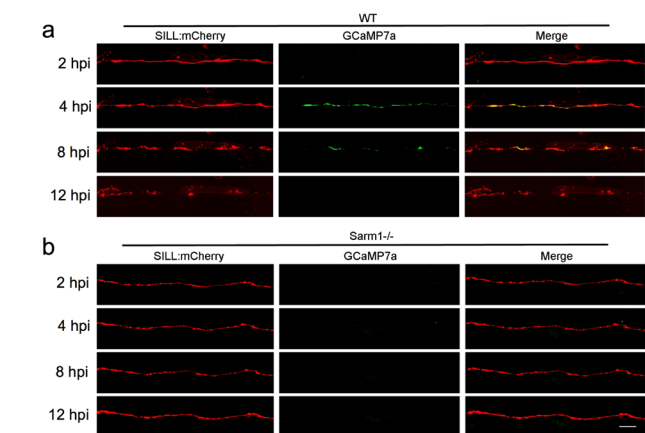 WT
a
SILL:mCherry GCaMP7a Merge
2 hpi
4 hpi
8 hpi
12 hpi
Sarm1-/-
b
SILL:mCherry GCaMP7a Merge
2 hpi
4 hpi
8 hpi
12 hpi